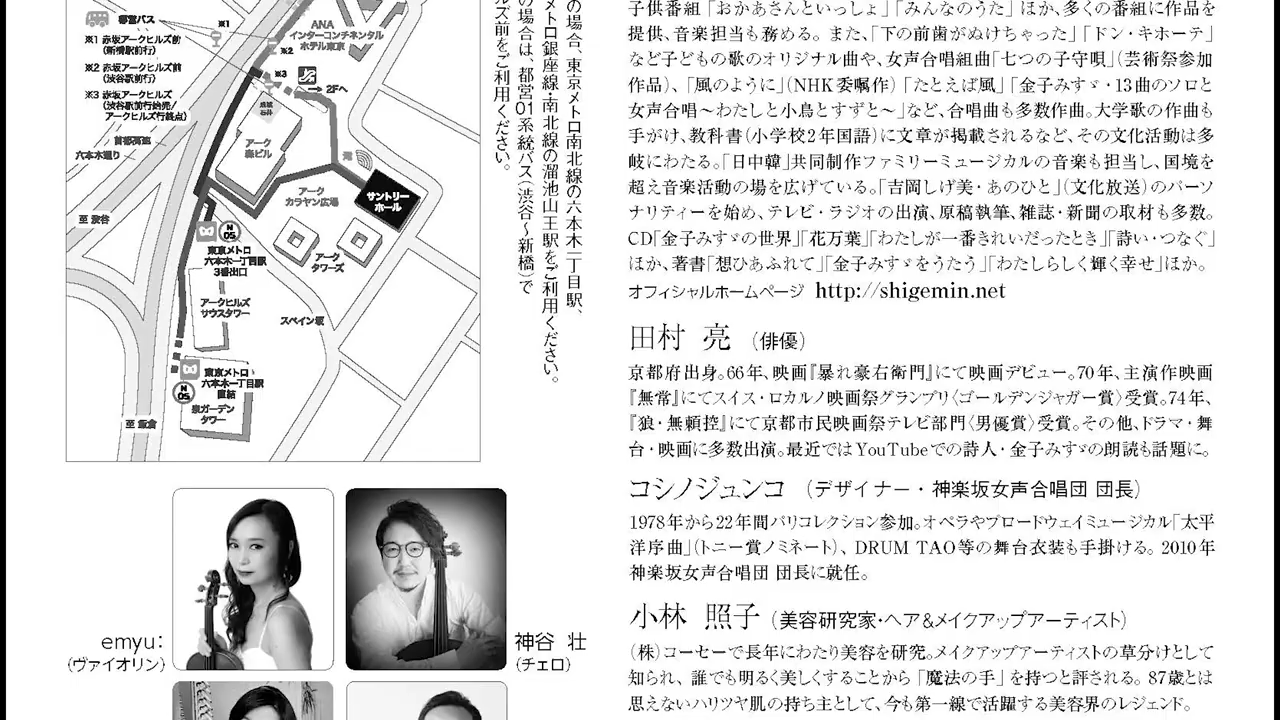 都営バス
※1
※1 赤坂アークヒルズ前
(新橋駅前行)
※2 赤坂アークヒルズ前
(渋谷駅前行)
※3 赤坂アークヒルズ
(渋谷駅前行始発/
アークヒルズ行終点)
首都高速
六本木通り
ANA
インターコンチネンタル
ホテル東京
※2
※3
2Fへ
アーク
森ビル
滝
アーク
カラヤン広場
サントリー
ホール
至 渋谷
N
05
東京メトロ
六本木一丁目駅
3番出口
アーク
タワーズ
アークヒルズ
サウスタワー
スペイン坂
東京メトロ
六本木一丁目駅
直結
N
05
泉ガーデン
タワー
至 飯倉
の場合、東京メトロ南北線の六本木一丁目駅、
メトロ銀座線・南北線の溜池山王駅をご利用ください。
の場合は、都営01系統バス(渋谷〜新橋)で
ルズ前をご利用ください。
emyu:
(ヴァイオリン)
神谷 壮
(チェロ)
子供番組「おかあさんといっしょ」「みんなのうた」ほか、多くの番組に作品を
提供、音楽担当も務める。また、「下の前歯がぬけちゃった」「ドン・キホーテ」
など子どもの歌のオリジナル曲や、女声合唱組曲「七つの子守唄」(芸術祭参加
作品)、「風のように」(NHK委嘱作)「たとえば風」「金子みすゞ・13曲のソロと
女声合唱〜わたしと小鳥とすずと〜」など、合唱曲も多数作曲。大学歌の作曲も
手がけ、教科書(小学校2年国語)に文章が掲載されるなど、その文化活動は多
岐にわたる。「日中韓」共同制作ファミリーミュージカルの音楽も担当し、国境を
超え音楽活動の場を広げている。「吉岡しげ美・あのひと」(文化放送)のパーソ
ナリティーを始め、テレビ・ラジオの出演、原稿執筆、雑誌・新聞の取材も多数。
CD「金子みすゞの世界」「花万葉」「わたしが一番きれいだったとき」「詩い・つなぐ」
ほか、著書「想ひあふれて」「金子みすゞをうたう」「わたしらしく輝く幸せ」ほか。
オフィシャルホームページ http://shigemin.net
田村 亮 (俳優)
京都府出身。66年、映画『暴れ豪右衛門』にて映画デビュー。70年、主演作映画
『無常』にてスイス・ロカルノ映画祭グランプリ〈ゴールデンジャガー賞〉受賞。74年、
『狼・無頼控』にて京都市民映画祭テレビ部門〈男優賞〉受賞。その他、ドラマ・舞
台・映画に多数出演。最近ではYouTubeでの詩人・金子みすゞの朗読も話題に。
コシノジュンコ (デザイナー・神楽坂女声合唱団 団長)
1978年から22年間パリコレクション参加。オペラやブロードウェイミュージカル「太平
洋序曲」(トニー賞ノミネート)、DRUM TAO等の舞台衣装も手掛ける。2010年
神楽坂女声合唱団 団長に就任。
小林 照子 (美容研究家・ヘア&メイクアップアーティスト)
(株)コーセーで長年にわたり美容を研究。メイクアップアーティストの草分けとして
知られ、誰でも明るく美しくすることから「魔法の手」を持つと評される。87歳とは
思えないハリツヤ肌の持ち主として、今も第一線で活躍する美容界のレジェンド。